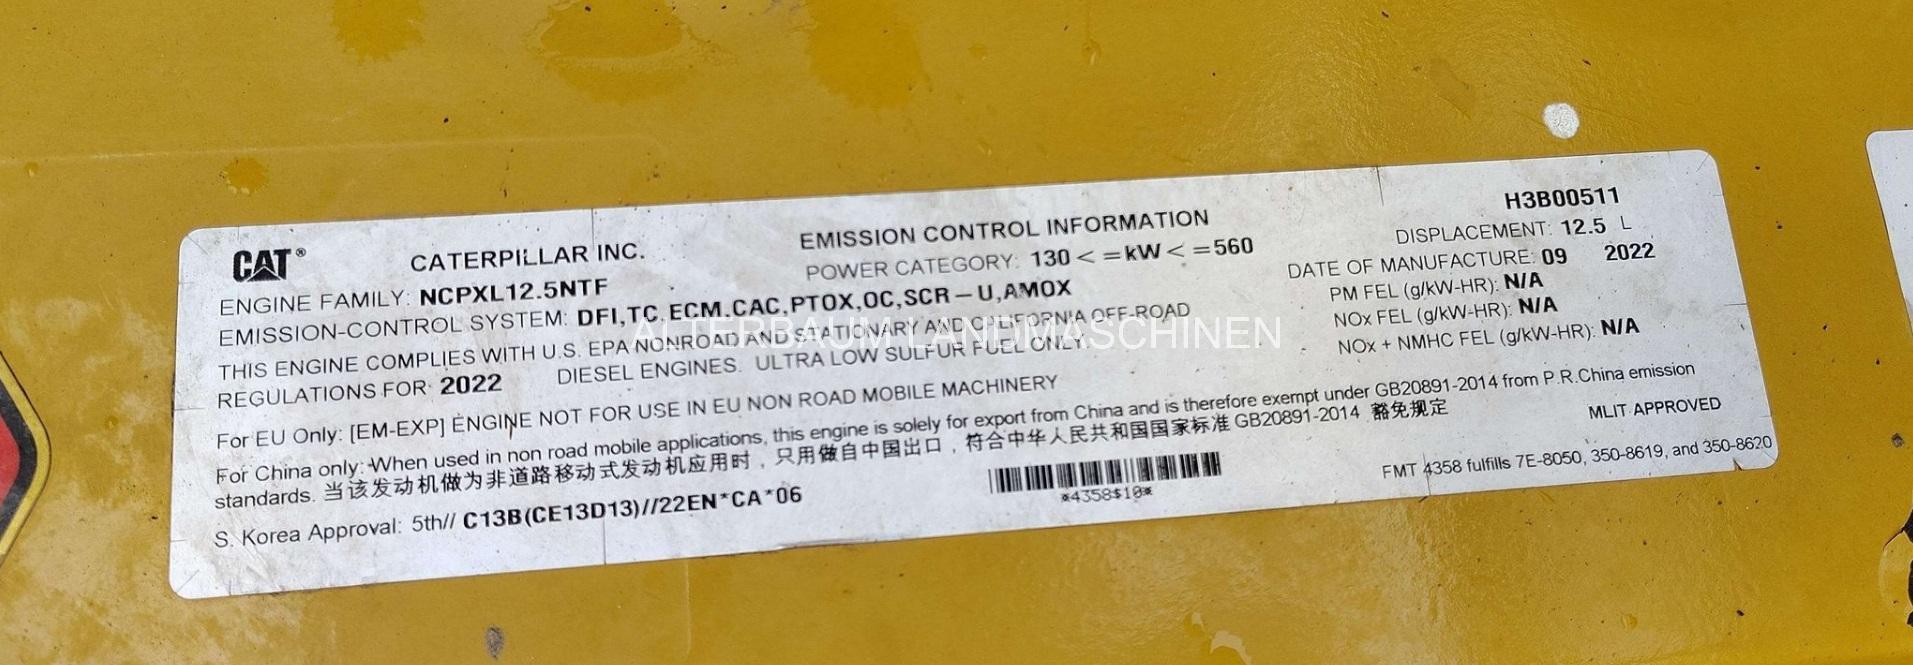 H3B00511
CAT® CATERPILLAR INC. EMISSION CONTROL INFORMATION DISPLACEMENT: 12.5 L
ENGINE FAMILY: NCPXL12.5NTF POWER CATEGORY: 130 < =kW < =560 DATE OF MANUFACTURE: 09 2022
EMISSION-CONTROL SYSTEM: DFI,TC,ECM,CAC,PTOX,OC,SCR-U,AMOX PM FEL (g/kW-HR): N/A
THIS ENGINE COMPLIES WITH U.S. EPA NONROAD AND STATIONARY AND CALIFORNIA OFF-ROAD NOx FEL (g/kW-HR): N/A
REGULATIONS FOR 2022 DIESEL ENGINES. ULTRA LOW SULFUR FUEL ONLY. NOx + NMHC FEL (g/kW-HR): N/A
ALTERBAUM LANDMASCHINEN
For EU Only: [EM-EXP] ENGINE NOT FOR USE IN EU NON ROAD MOBILE MACHINERY
For China only: When used in non road mobile applications, this engine is solely for export from China and is therefore exempt under GB20891-2014 from P.R.China emission
standards. 当该发动机做为非道路移动式发动机应用时，只用做自中国出口，符合中华人民共和国国家标准 GB20891-2014 豁免规定 MLIT APPROVED
S. Korea Approval: 5th// C13B(CE13D13)//22EN*CA*06 *4358$10* FMT 4358 fulfills 7E-8050, 350-8619, and 350-8620